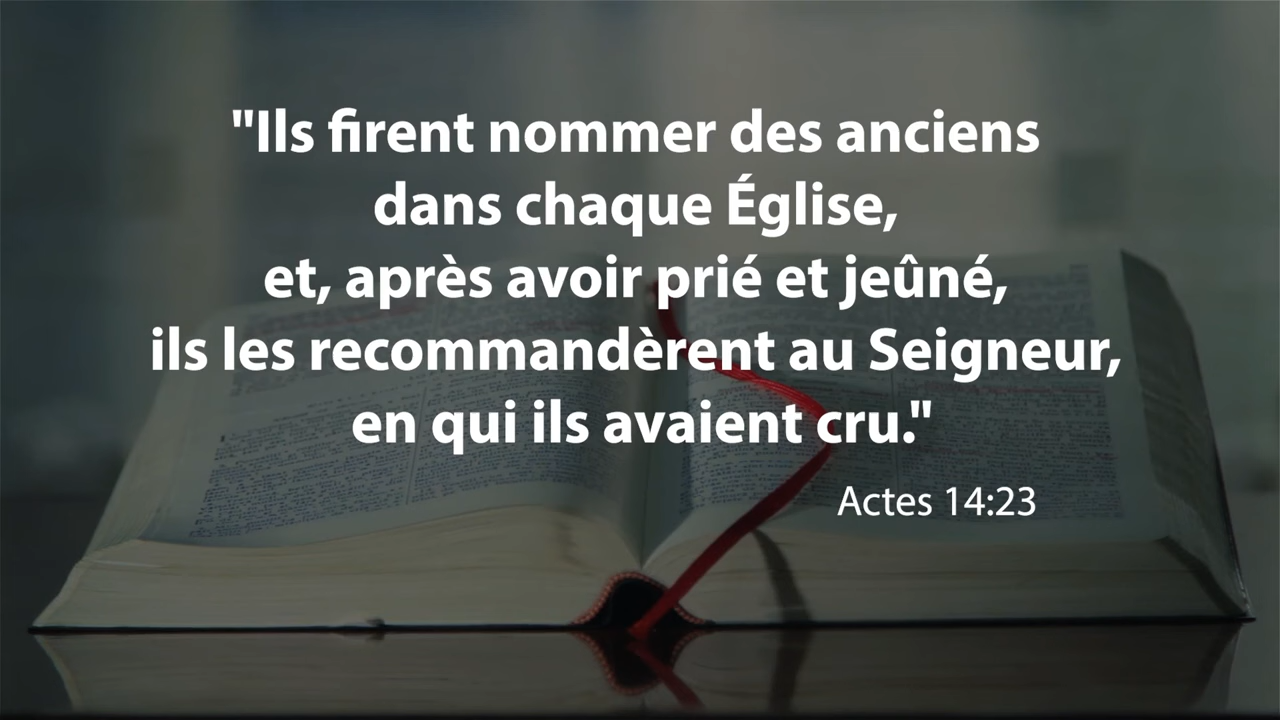 "Ils firent nommer des anciens
dans chaque Église,
et, après avoir prié et jeûné,
ils les recommandèrent au Seigneur,
en qui ils avaient cru."
Actes 14:23